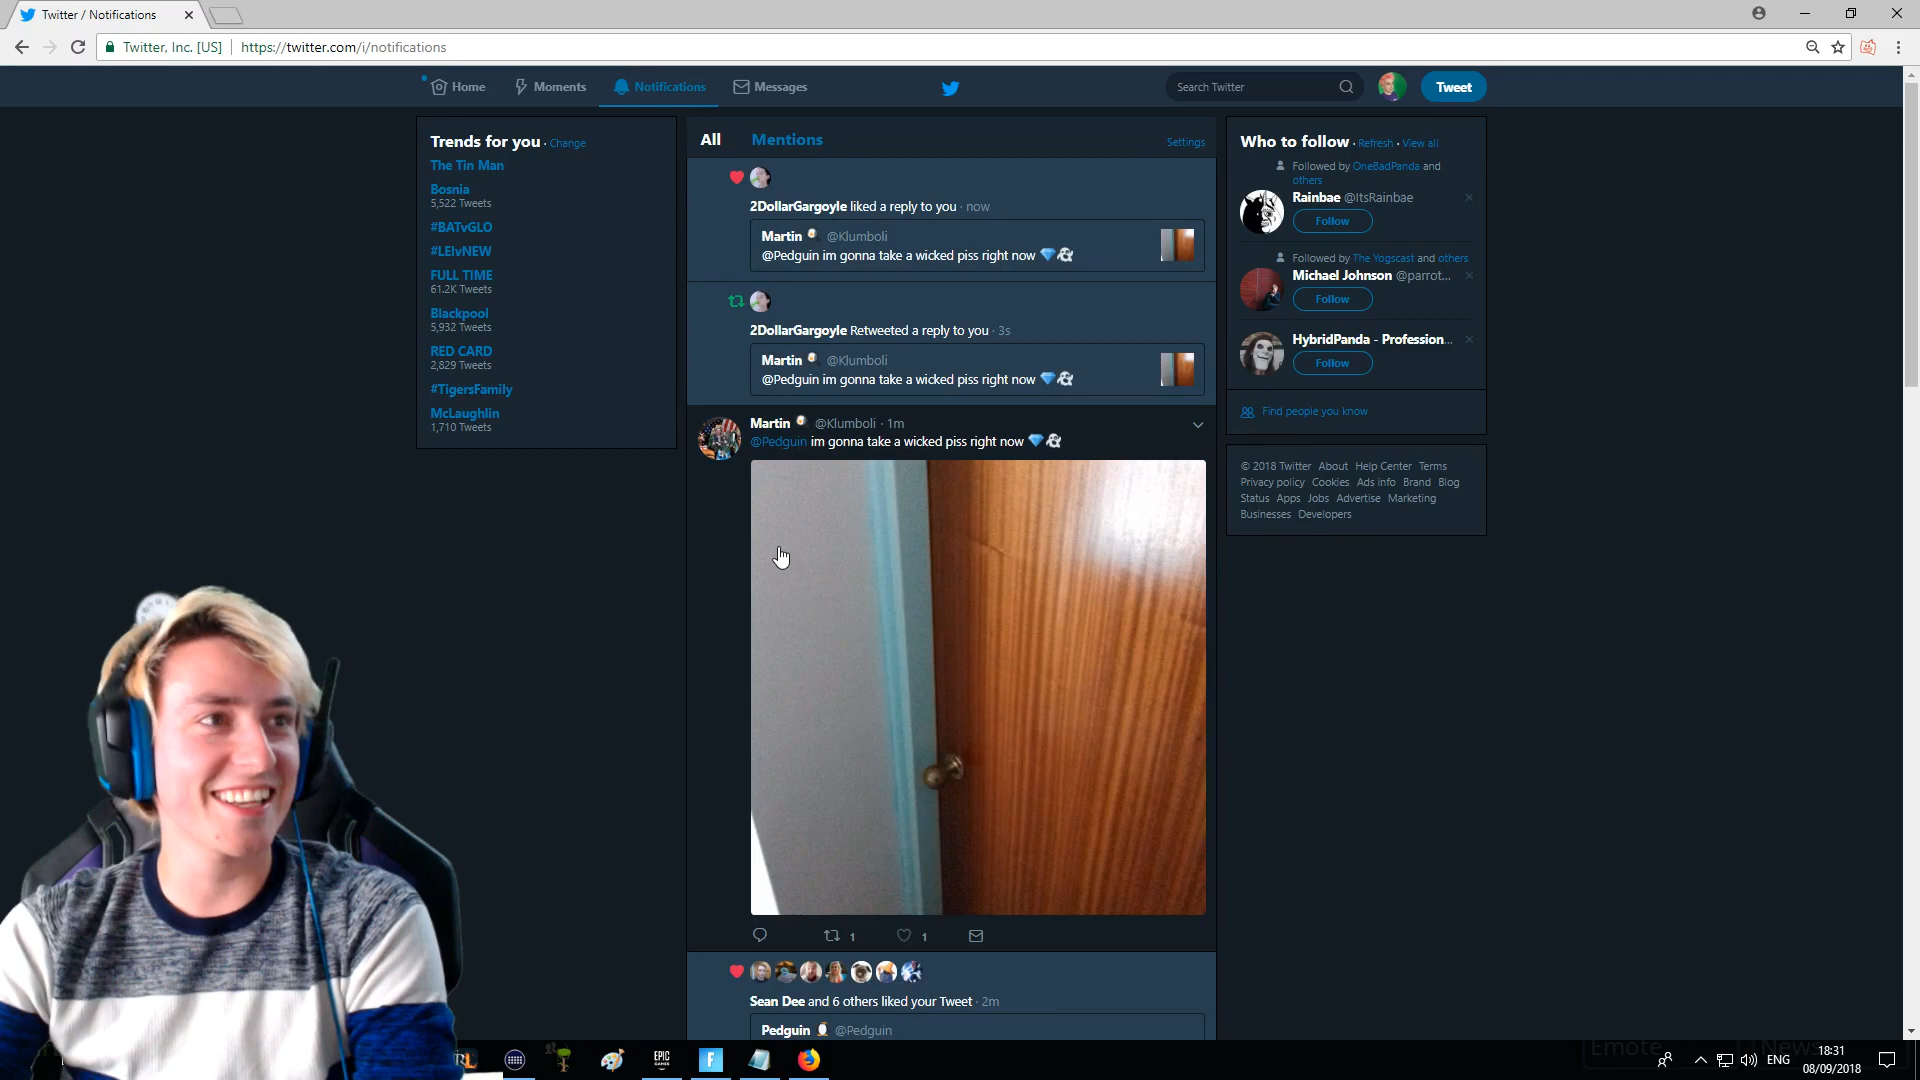 Twitter / Notifications
Twitter, Inc. [US] https://twitter.com/i/notifications
Home Moments Notifications Messages
Search Twitter
Tweet
Trends for you · Change
The Tin Man
Bosnia
5,522 Tweets
#BATvGLO
#LEIvNEW
FULL TIME
61.2K Tweets
Blackpool
5,932 Tweets
RED CARD
2,829 Tweets
#TigersFamily
McLaughlin
1,710 Tweets
All Mentions Settings
2DollarGargoyle liked a reply to you · now
Martin @Klumboli
@Pedguin im gonna take a wicked piss right now 💎👻
2DollarGargoyle Retweeted a reply to you · 3s
Martin @Klumboli
@Pedguin im gonna take a wicked piss right now 💎👻
Martin @Klumboli · 1m
@Pedguin im gonna take a wicked piss right now 💎👻
1 1
Sean Dee and 6 others liked your Tweet · 2m
Pedguin 🐧 @Pedguin
Who to follow · Refresh · View all
Followed by OneBadPanda and
others
Rainbae @ItsRainbae
Follow
Followed by The Yogscast and others
Michael Johnson @parrot...
Follow
HybridPanda - Profession...
Follow
Find people you know
© 2018 Twitter About Help Center Terms
Privacy policy Cookies Ads info Brand Blog
Status Apps Jobs Advertise Marketing
Businesses Developers
RL
EPIC
GAMES
F
Emote
News
ENG
18:31
08/09/2018